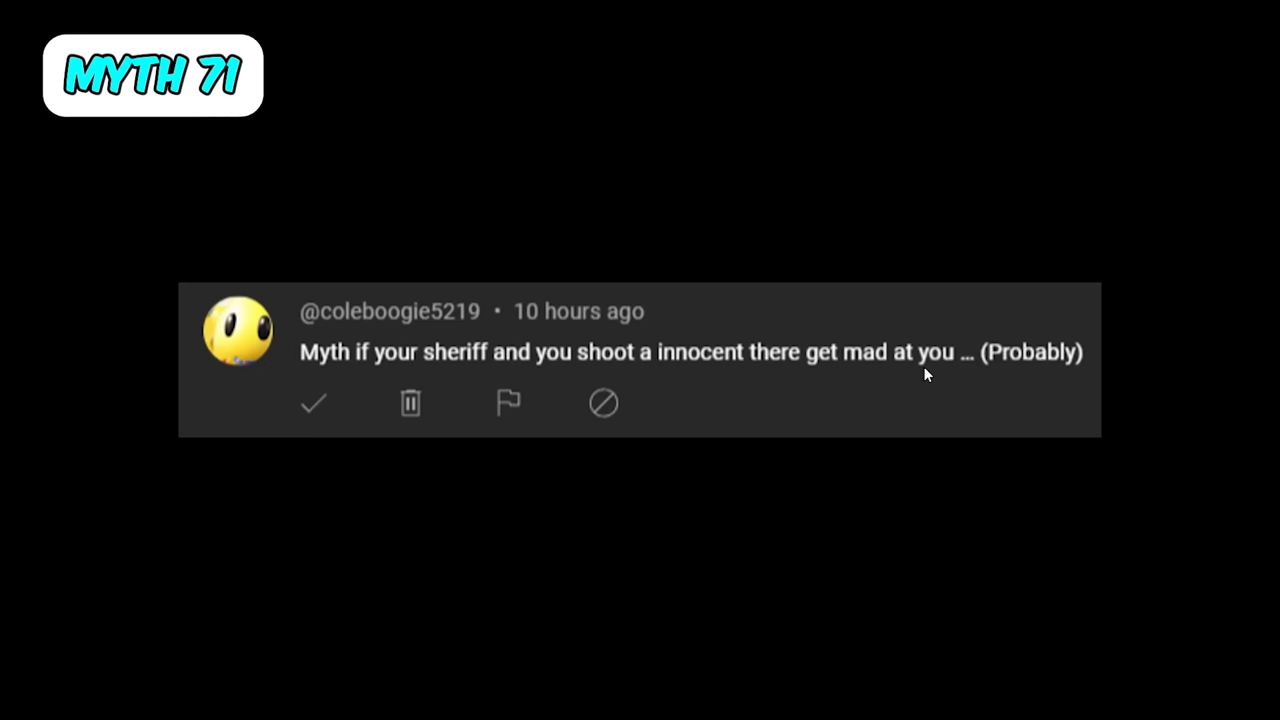 MYTH 71
@coleboogie5219 • 10 hours ago
Myth if your sheriff and you shoot a innocent there get mad at you ... (Probably)